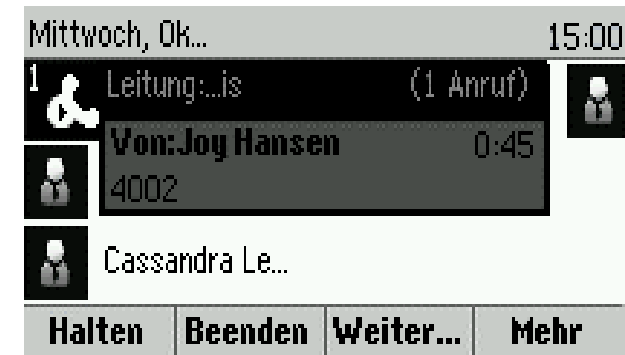 Mittwoch, Ok... 15:00
1 Leitung:...is (1 Anruf)
Von:Joy Hansen 0:45
4002
Cassandra Le...
Halten Beenden Weiter... Mehr